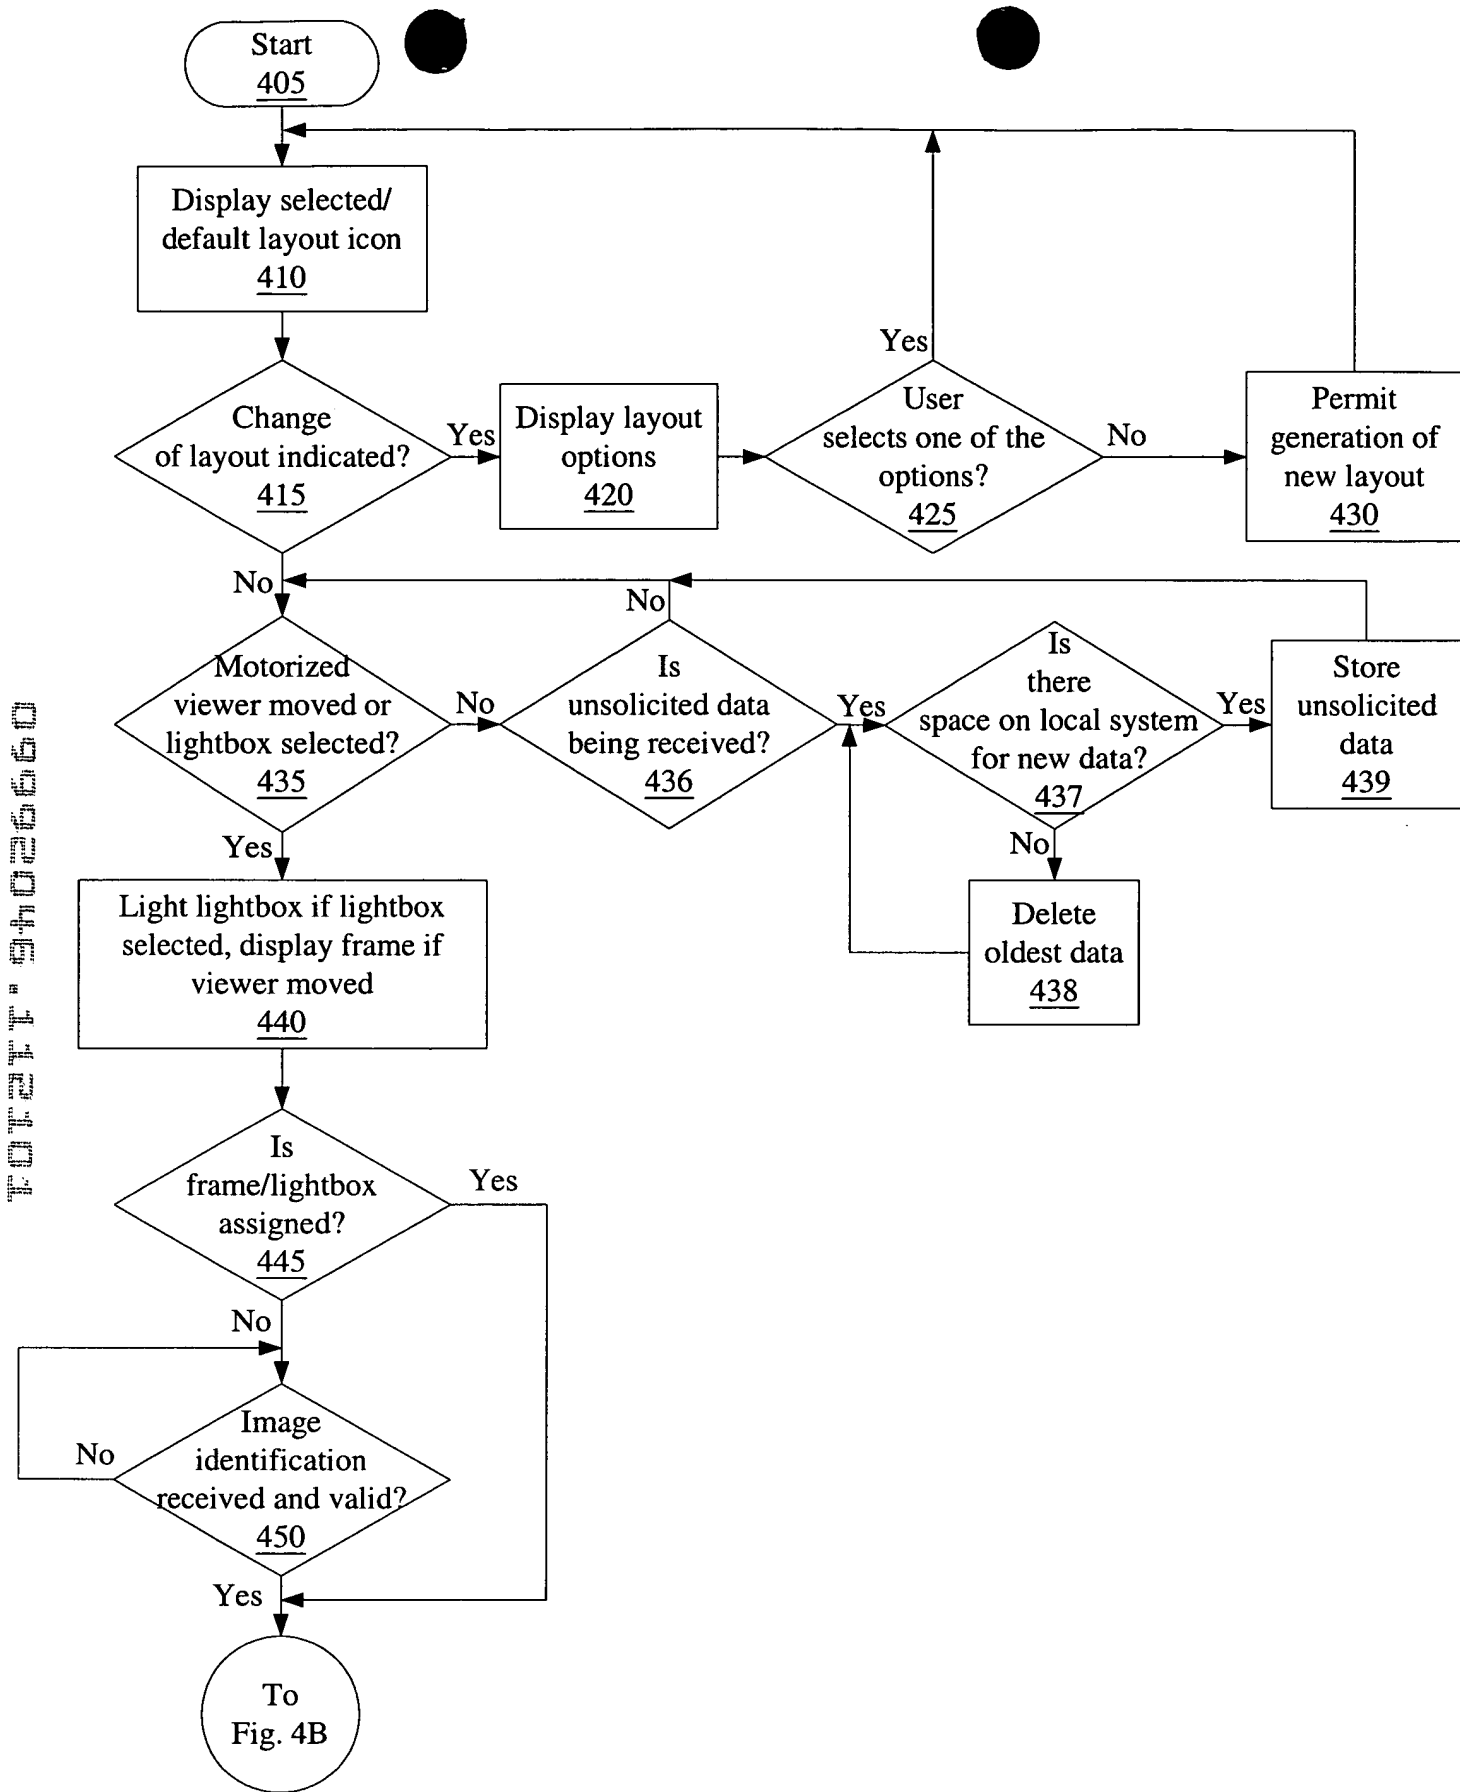 Start
405
Display selected/
default layout icon
410
Change
of layout indicated?
415
Yes
Display layout
options
420
User
selects one of the
options?
425
Yes
No
Permit
generation of
new layout
430
No
Motorized
viewer moved or
lightbox selected?
435
No
Is
unsolicited data
being received?
436
No
Yes
Is
there
space on local system
for new data?
437
Yes
Store
unsolicited
data
439
No
Delete
oldest data
438
Yes
Light lightbox if lightbox
selected, display frame if
viewer moved
440
Is
frame/lightbox
assigned?
445
Yes
No
Image
identification
received and valid?
450
No
Yes
To
Fig. 4B